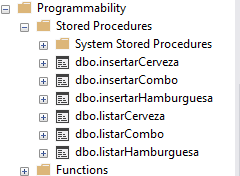 Programmability
Stored Procedures
System Stored Procedures
dbo.insertarCerveza
dbo.insertarCombo
dbo.insertarHamburguesa
dbo.listarCerveza
dbo.listarCombo
dbo.listarHamburguesa
Functions